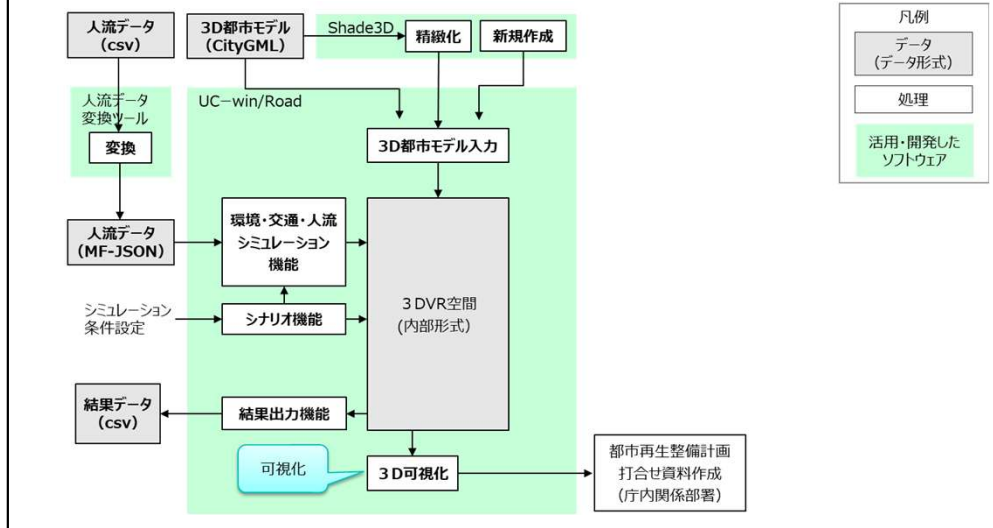 人流データ
(csv)
3D都市モデル
(CityGML)
Shade3D
精緻化
新規作成
人流データ
変換ツール
変換
UC-win/Road
3D都市モデル入力
人流データ
(MF-JSON)
環境・交通・人流
シミュレーション
機能
シミュレーション
条件設定
シナリオ機能
３DVR空間
(内部形式)
結果データ
(csv)
結果出力機能
可視化
３D可視化
都市再生整備計画
打合せ資料作成
(庁内関係部署)
凡例
データ
(データ形式)
処理
活用・開発した
ソフトウェア